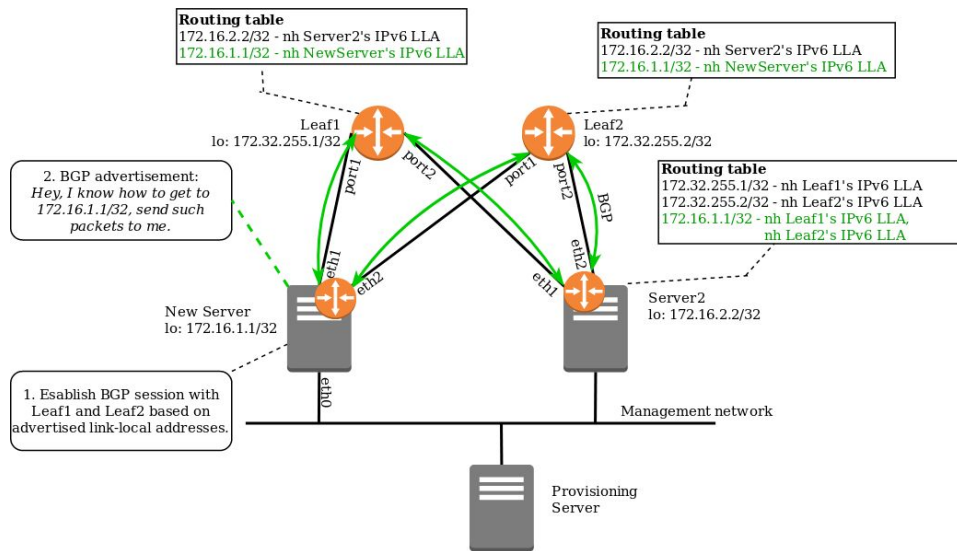 Routing table
172.16.2.2/32 - nh Server2's IPv6 LLA
172.16.1.1/32 - nh NewServer's IPv6 LLA
Routing table
172.16.2.2/32 - nh Server2's IPv6 LLA
172.16.1.1/32 - nh NewServer's IPv6 LLA
Leaf1
lo: 172.32.255.1/32
Leaf2
lo: 172.32.255.2/32
port1
port2
port1
port2
BGP
2. BGP advertisement:
Hey, I know how to get to
172.16.1.1/32, send such
packets to me.
Routing table
172.32.255.1/32 - nh Leaf1's IPv6 LLA
172.32.255.2/32 - nh Leaf2's IPv6 LLA
172.16.1.1/32 - nh Leaf1's IPv6 LLA,
nh Leaf2's IPv6 LLA
eth1
eth2
eth1
eth2
New Server
lo: 172.16.1.1/32
Server2
lo: 172.16.2.2/32
1. Esablish BGP session with
Leaf1 and Leaf2 based on
advertised link-local addresses.
eth0
Management network
Provisioning
Server